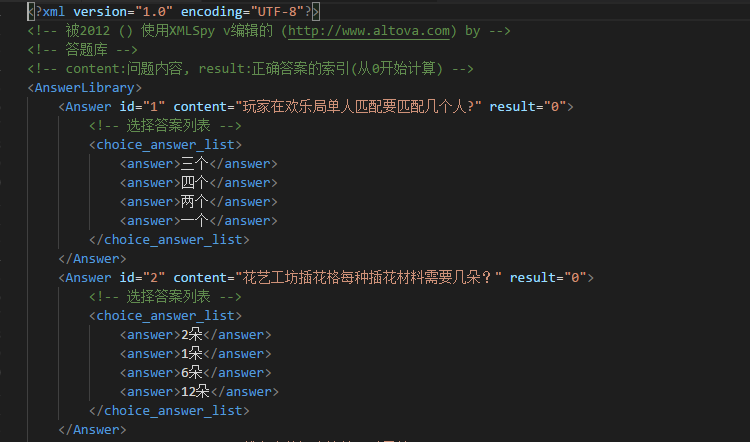 <?xml version="1.0" encoding="UTF-8"?>
<!-- 被2012 () 使用XMLSpy v编辑的 (http://www.altova.com) by -->
<!-- 答题库 -->
<!-- content:问题内容, result:正确答案的索引(从0开始计算) -->
<AnswerLibrary>
<Answer id="1" content="玩家在欢乐局单人匹配要匹配几个人?" result="0">
<!-- 选择答案列表 -->
<choice_answer_list>
<answer>三个</answer>
<answer>四个</answer>
<answer>两个</answer>
<answer>一个</answer>
</choice_answer_list>
</Answer>
<Answer id="2" content="花艺工坊插花格每种插花材料需要几朵？" result="0">
<!-- 选择答案列表 -->
<choice_answer_list>
<answer>2朵</answer>
<answer>1朵</answer>
<answer>6朵</answer>
<answer>12朵</answer>
</choice_answer_list>
</Answer>